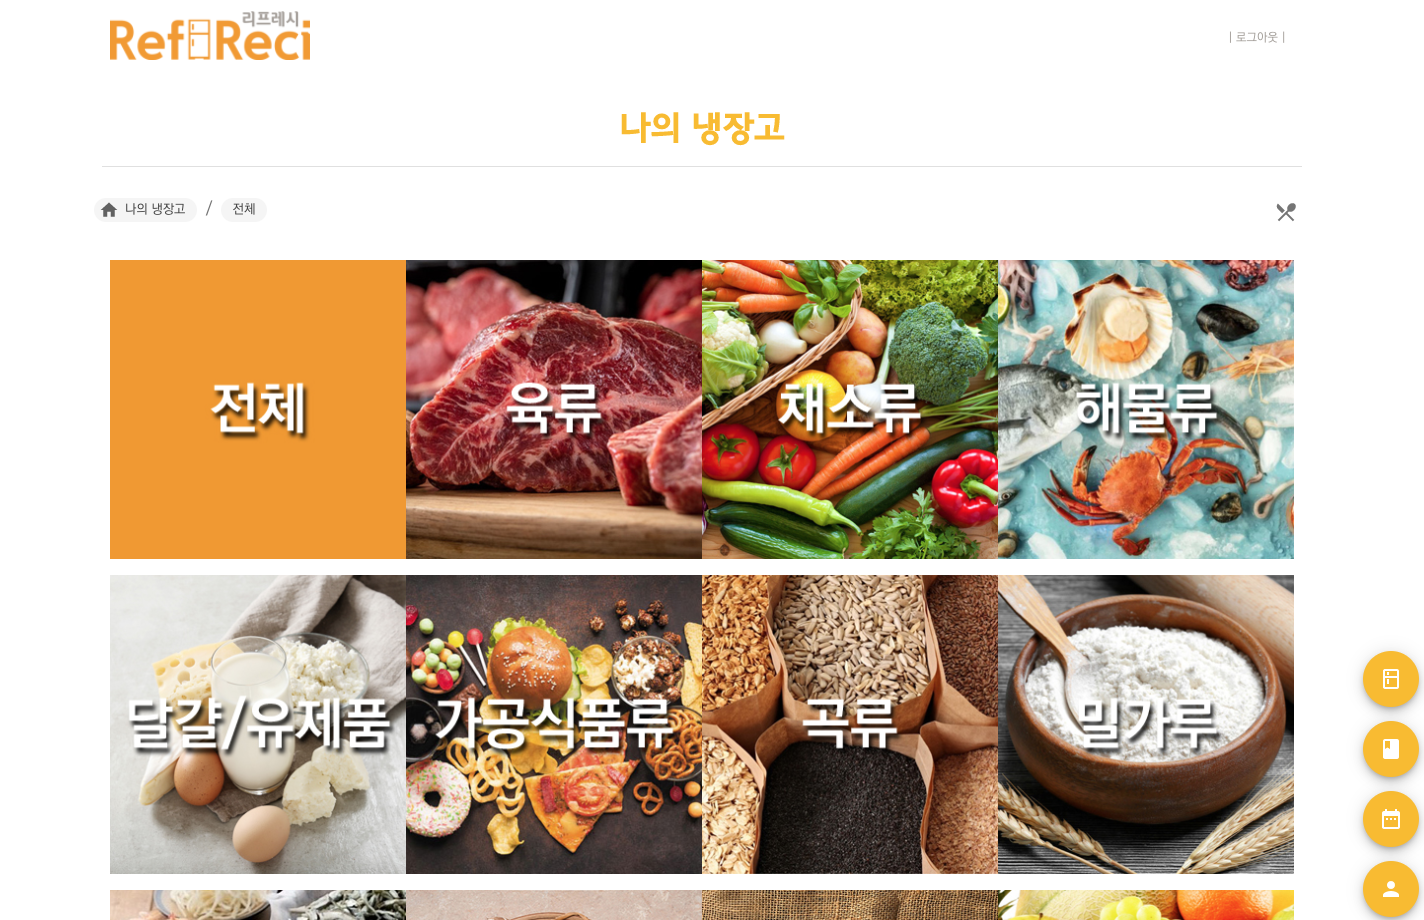 리프레시
Ref Reci
| 로그아웃 |
나의 냉장고
나의 냉장고 / 전체
전체
육류
채소류
해물류
달걀/유제품
가공식품류
곡류
밀가루